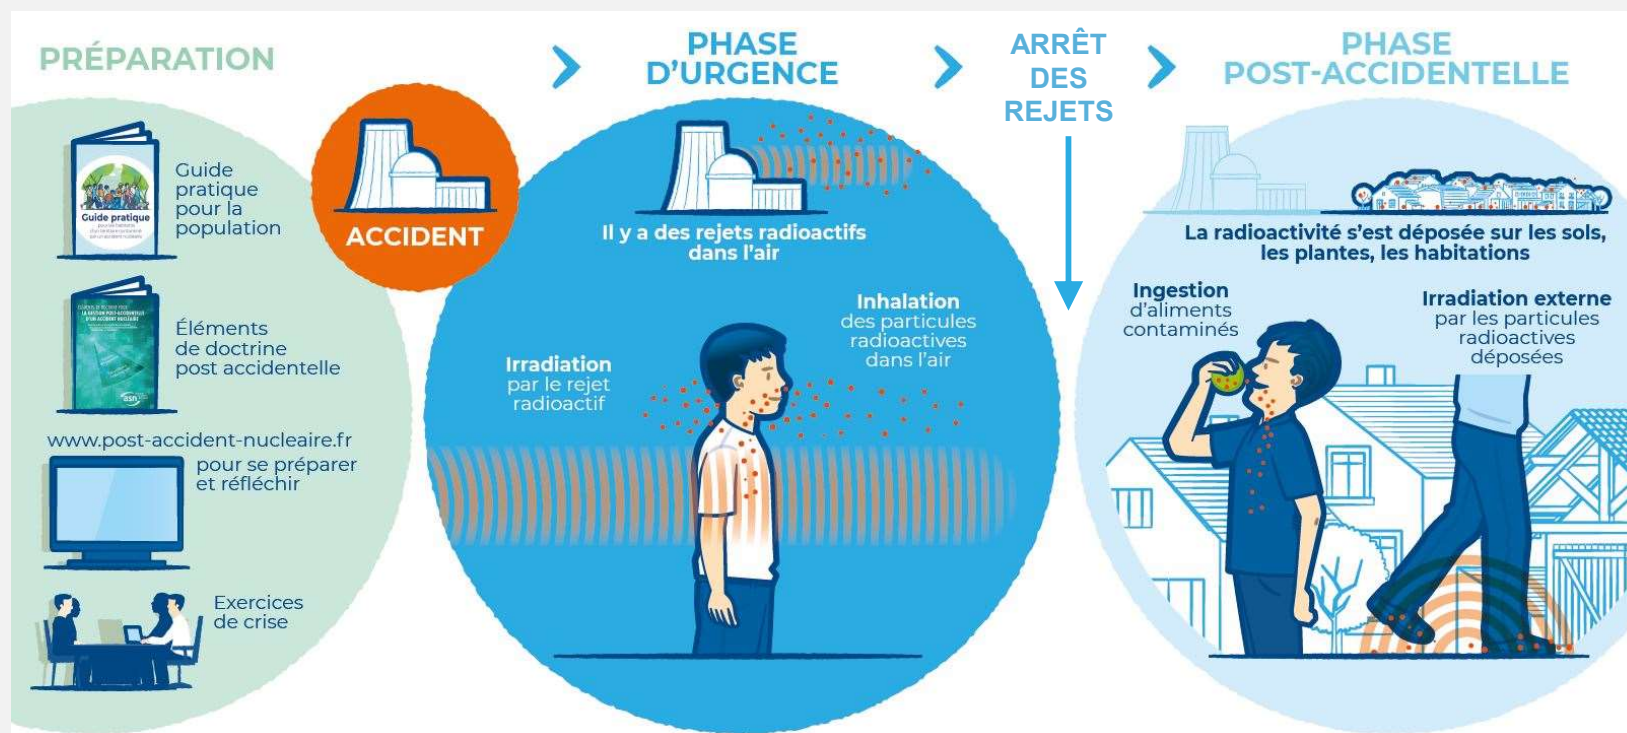 PRÉPARATION
Guide pratique
Guide
pratique
pour la
population
Éléments
de doctrine
post accidentelle
asn
www.post-accident-nucleaire.fr
pour se préparer
et réfléchir
Exercices
de crise
ACCIDENT
PHASE
D'URGENCE
Il y a des rejets radioactifs
dans l'air
Irradiation
par le rejet
radioactif
Inhalation
des particules
radioactives
dans l'air
ARRÊT
DES
REJETS
PHASE
POST-ACCIDENTELLE
La radioactivité s'est déposée sur les sols,
les plantes, les habitations
Ingestion
d'aliments
contaminés
Irradiation externe
par les particules
radioactives
déposées